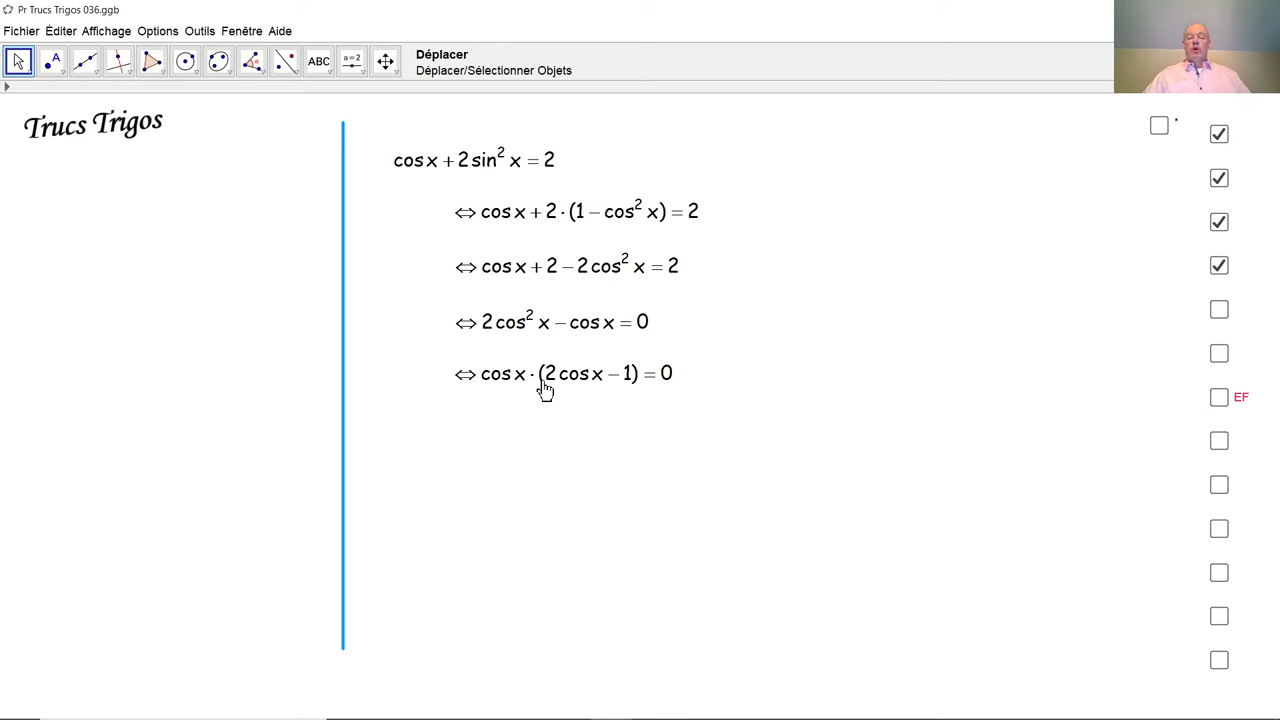 Pr Trucs Trigos 036.ggb
Fichier Éditer Affichage Options Outils Fenêtre Aide
A ABC a=2 Déplacer
Déplacer/Sélectionner Objets
Trucs Trigos
*
cos x + 2 sin² x = 2
⇔ cos x + 2 · (1 − cos² x) = 2
⇔ cos x + 2 − 2 cos² x = 2
⇔ 2 cos² x − cos x = 0
⇔ cos x · (2 cos x − 1) = 0
EF